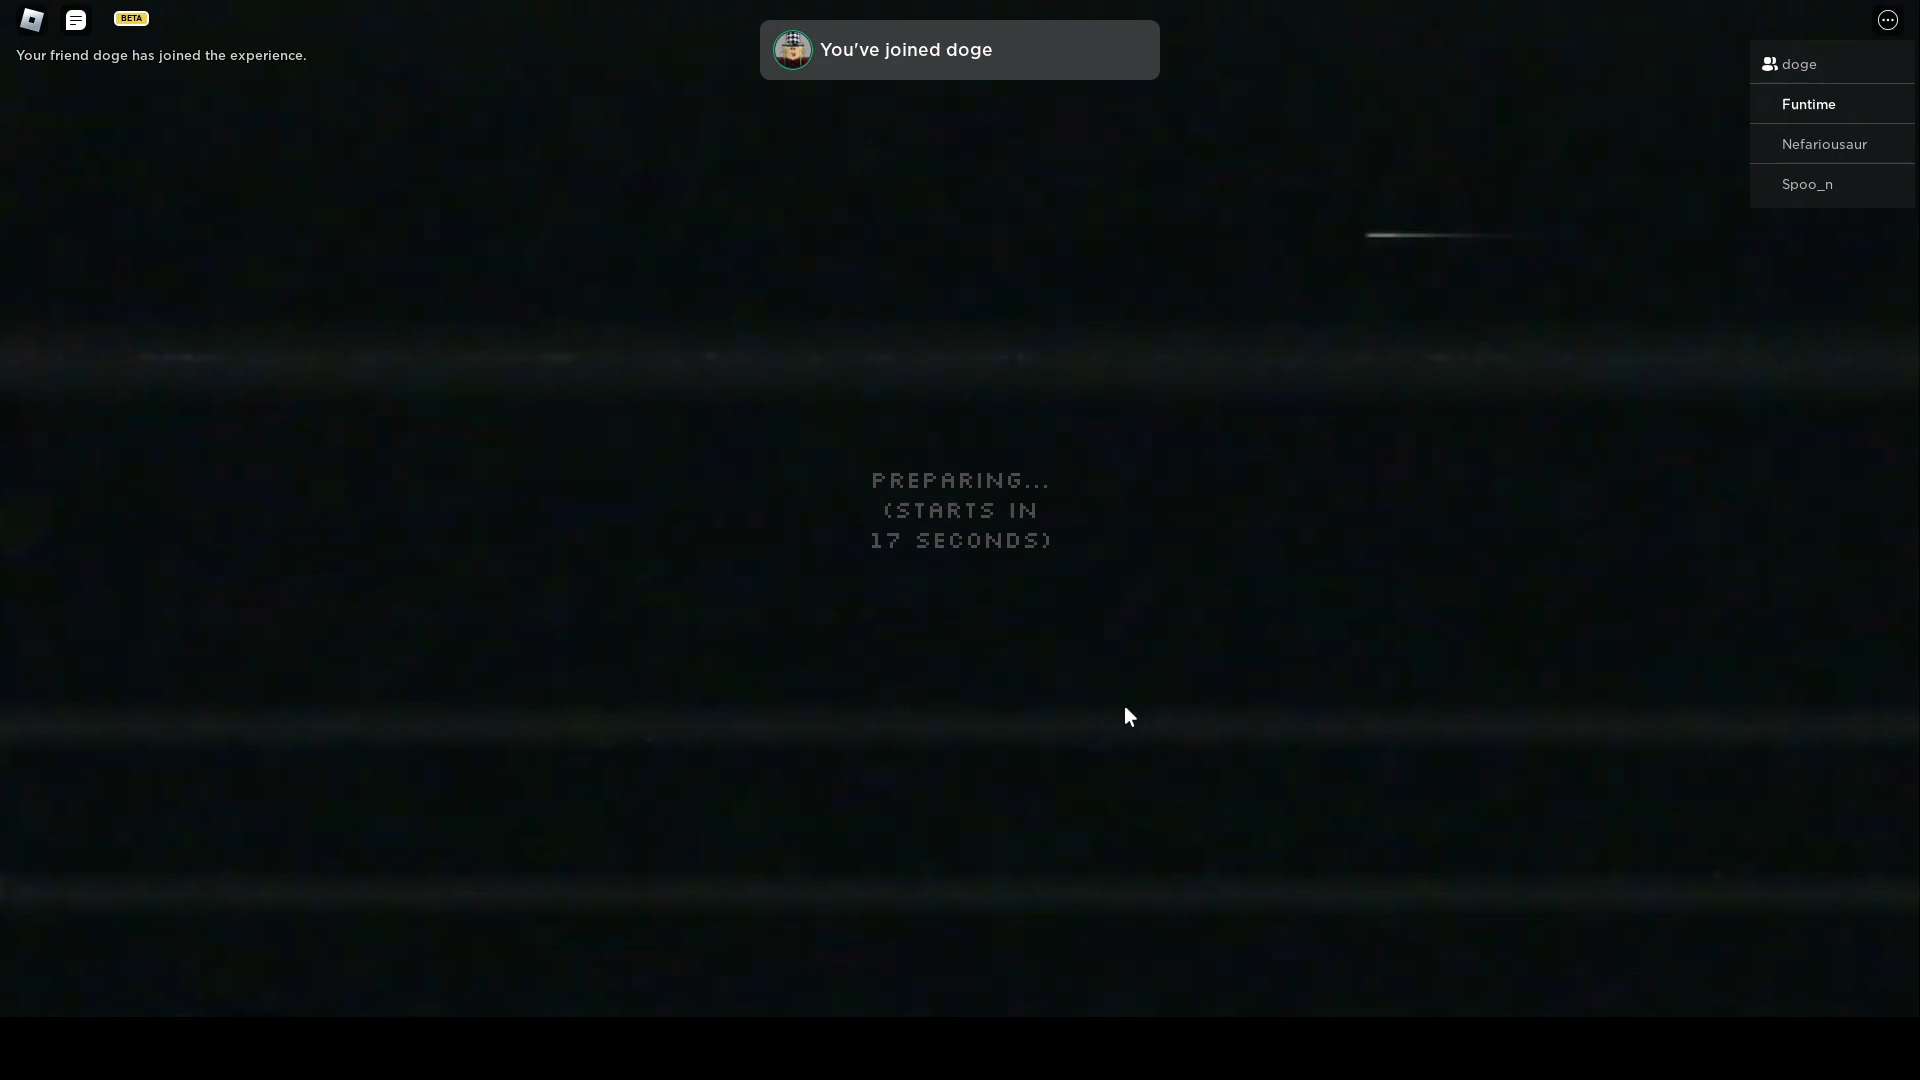 BETA
Your friend doge has joined the experience.
You've joined doge
doge
Funtime
Nefariousaur
Spoo_n
PREPARING...
(STARTS IN
17 SECONDS)